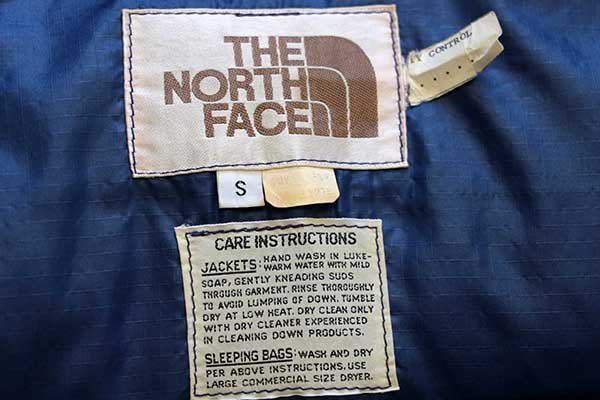 THE
NORTH
FACE
CONTROL
S
CARE INSTRUCTIONS
JACKETS: HAND WASH IN LUKE-
WARM WATER WITH MILD
SOAP, GENTLY KNEADING SUDS
THROUGH GARMENT. RINSE THOROUGHLY
TO AVOID LUMPING OF DOWN. TUMBLE
DRY AT LOW HEAT. DRY CLEAN ONLY
WITH DRY CLEANER EXPERIENCED
IN CLEANING DOWN PRODUCTS.
SLEEPING BAGS: WASH AND DRY
PER ABOVE INSTRUCTIONS. USE
LARGE COMMERCIAL SIZE DRYER.